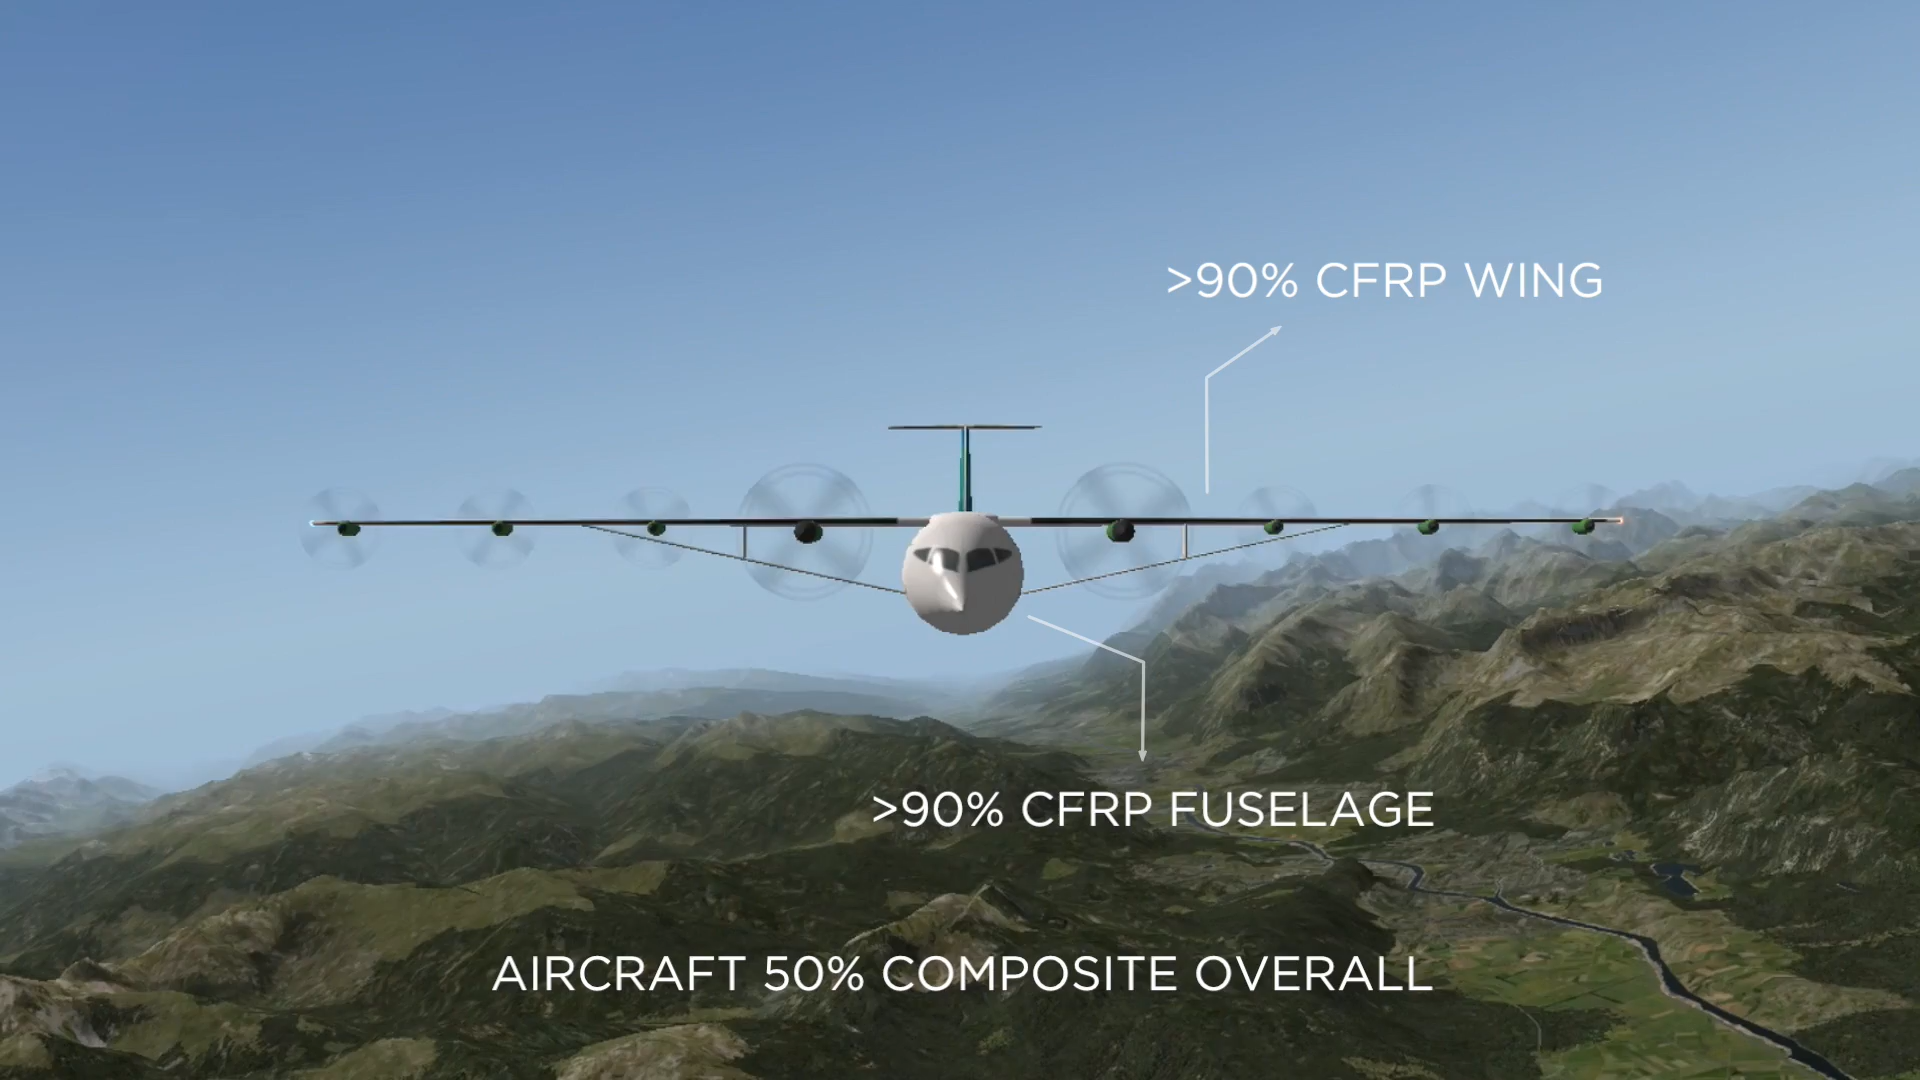 >90% CFRP WING
>90% CFRP FUSELAGE
AIRCRAFT 50% COMPOSITE OVERALL